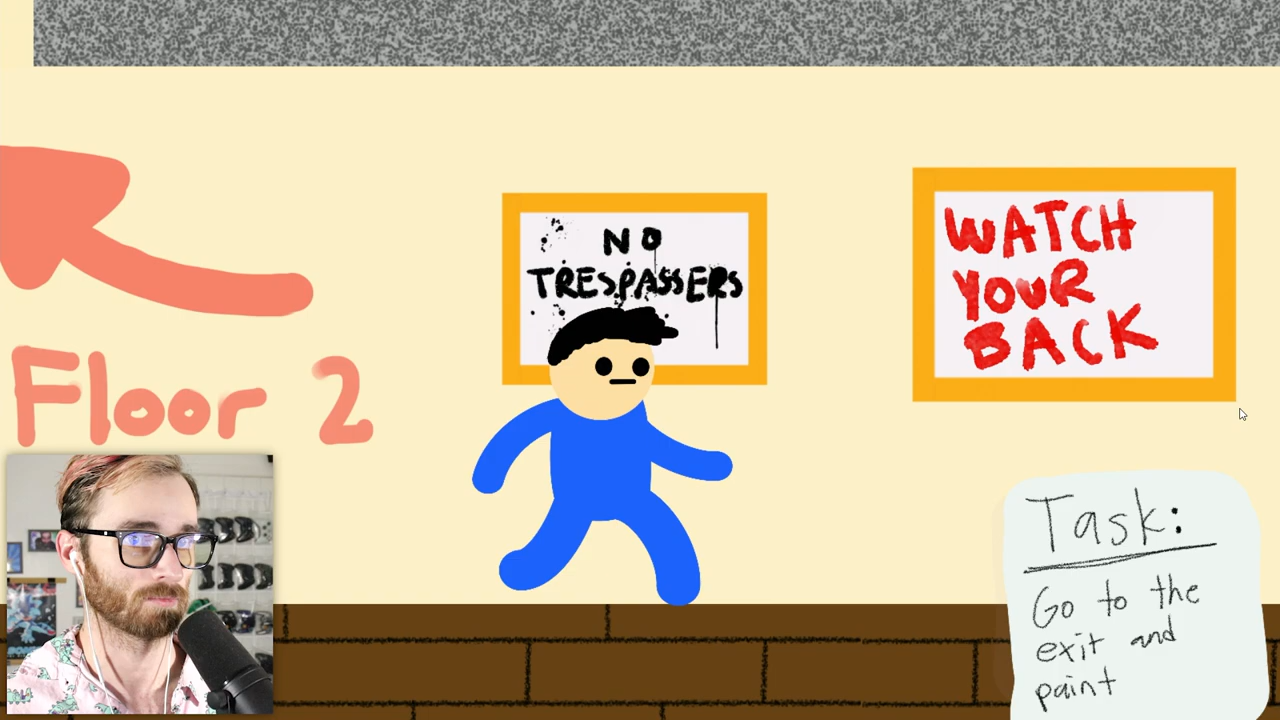 NO
TRESPASSERS
WATCH
YOUR
BACK
Floor 2
Task:
Go to the
exit and
paint